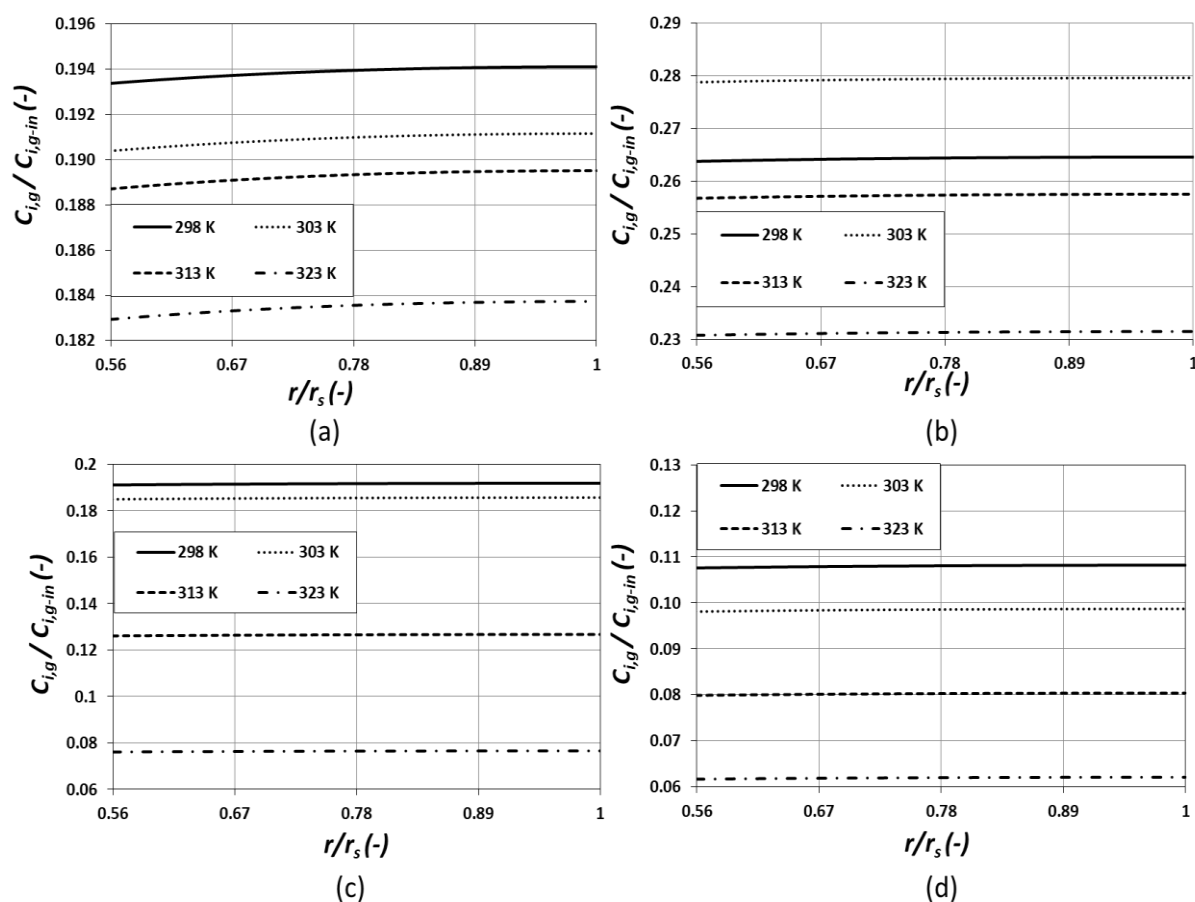 0.196
0.194
0.192
0.190
0.188
0.186
0.184
0.182
C_{i,g} / C_{i,g-in} (-)
298 K 303 K
313 K 323 K
0.56 0.67 0.78 0.89 1
r/r_s (-)
(a)
0.29
0.28
0.27
0.26
0.25
0.24
0.23
C_{i,g} / C_{i,g-in} (-)
298 K 303 K
313 K 323 K
0.56 0.67 0.78 0.89 1
r/r_s (-)
(b)
0.2
0.18
0.16
0.14
0.12
0.1
0.08
0.06
C_{i,g} / C_{i,g-in} (-)
298 K 303 K
313 K 323 K
0.56 0.67 0.78 0.89 1
r/r_s (-)
(c)
0.13
0.12
0.11
0.10
0.09
0.08
0.07
0.06
C_{i,g} / C_{i,g-in} (-)
298 K 303 K
313 K 323 K
0.56 0.67 0.78 0.89 1
r/r_s (-)
(d)